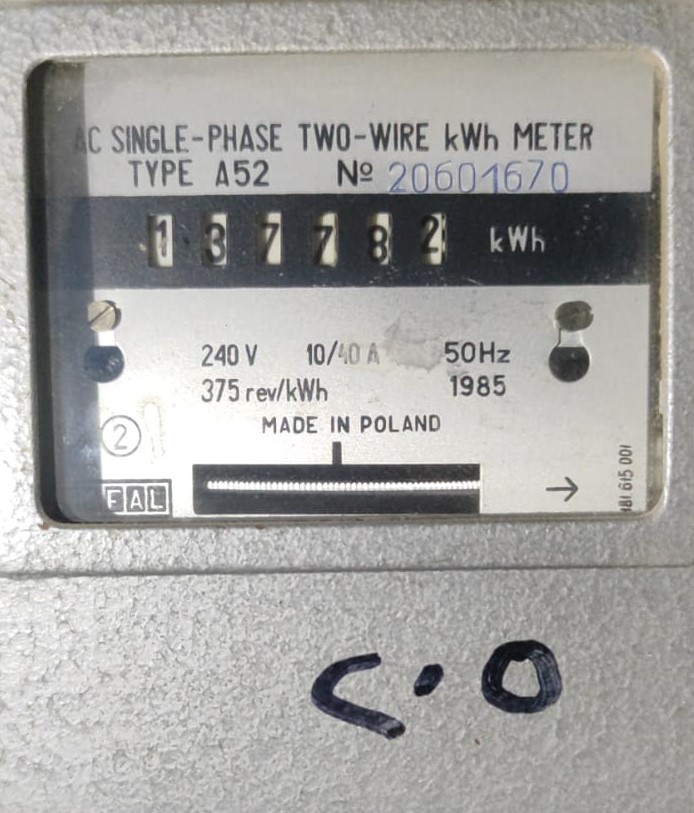 AC SINGLE-PHASE TWO-WIRE kWh METER
TYPE A52 Nº 20601670
137782 kWh
240 V 10/40 A 50Hz
375 rev/kWh 1985
MADE IN POLAND
2
FAL
181 615 001